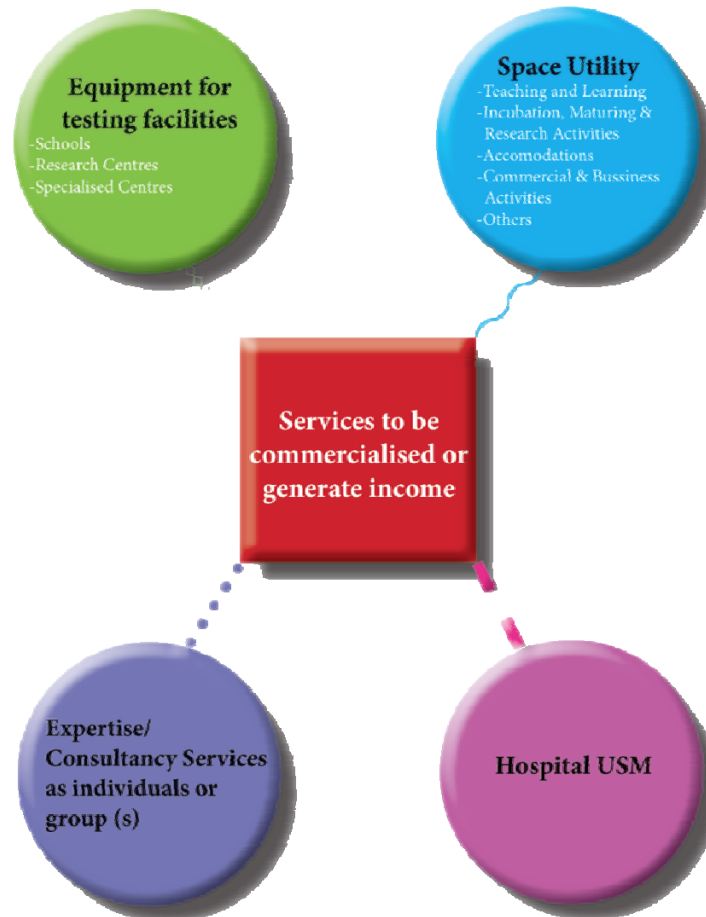 Equipment for
testing facilities
-Schools
-Research Centres
-Specialised Centres
Space Utility
-Teaching and Learning
-Incubation, Maturing &
Research Activities
-Accomodations
-Commercial & Bussiness
Activities
-Others
Services to be
commercialised or
generate income
Expertise/
Consultancy Services
as individuals or
group (s)
Hospital USM